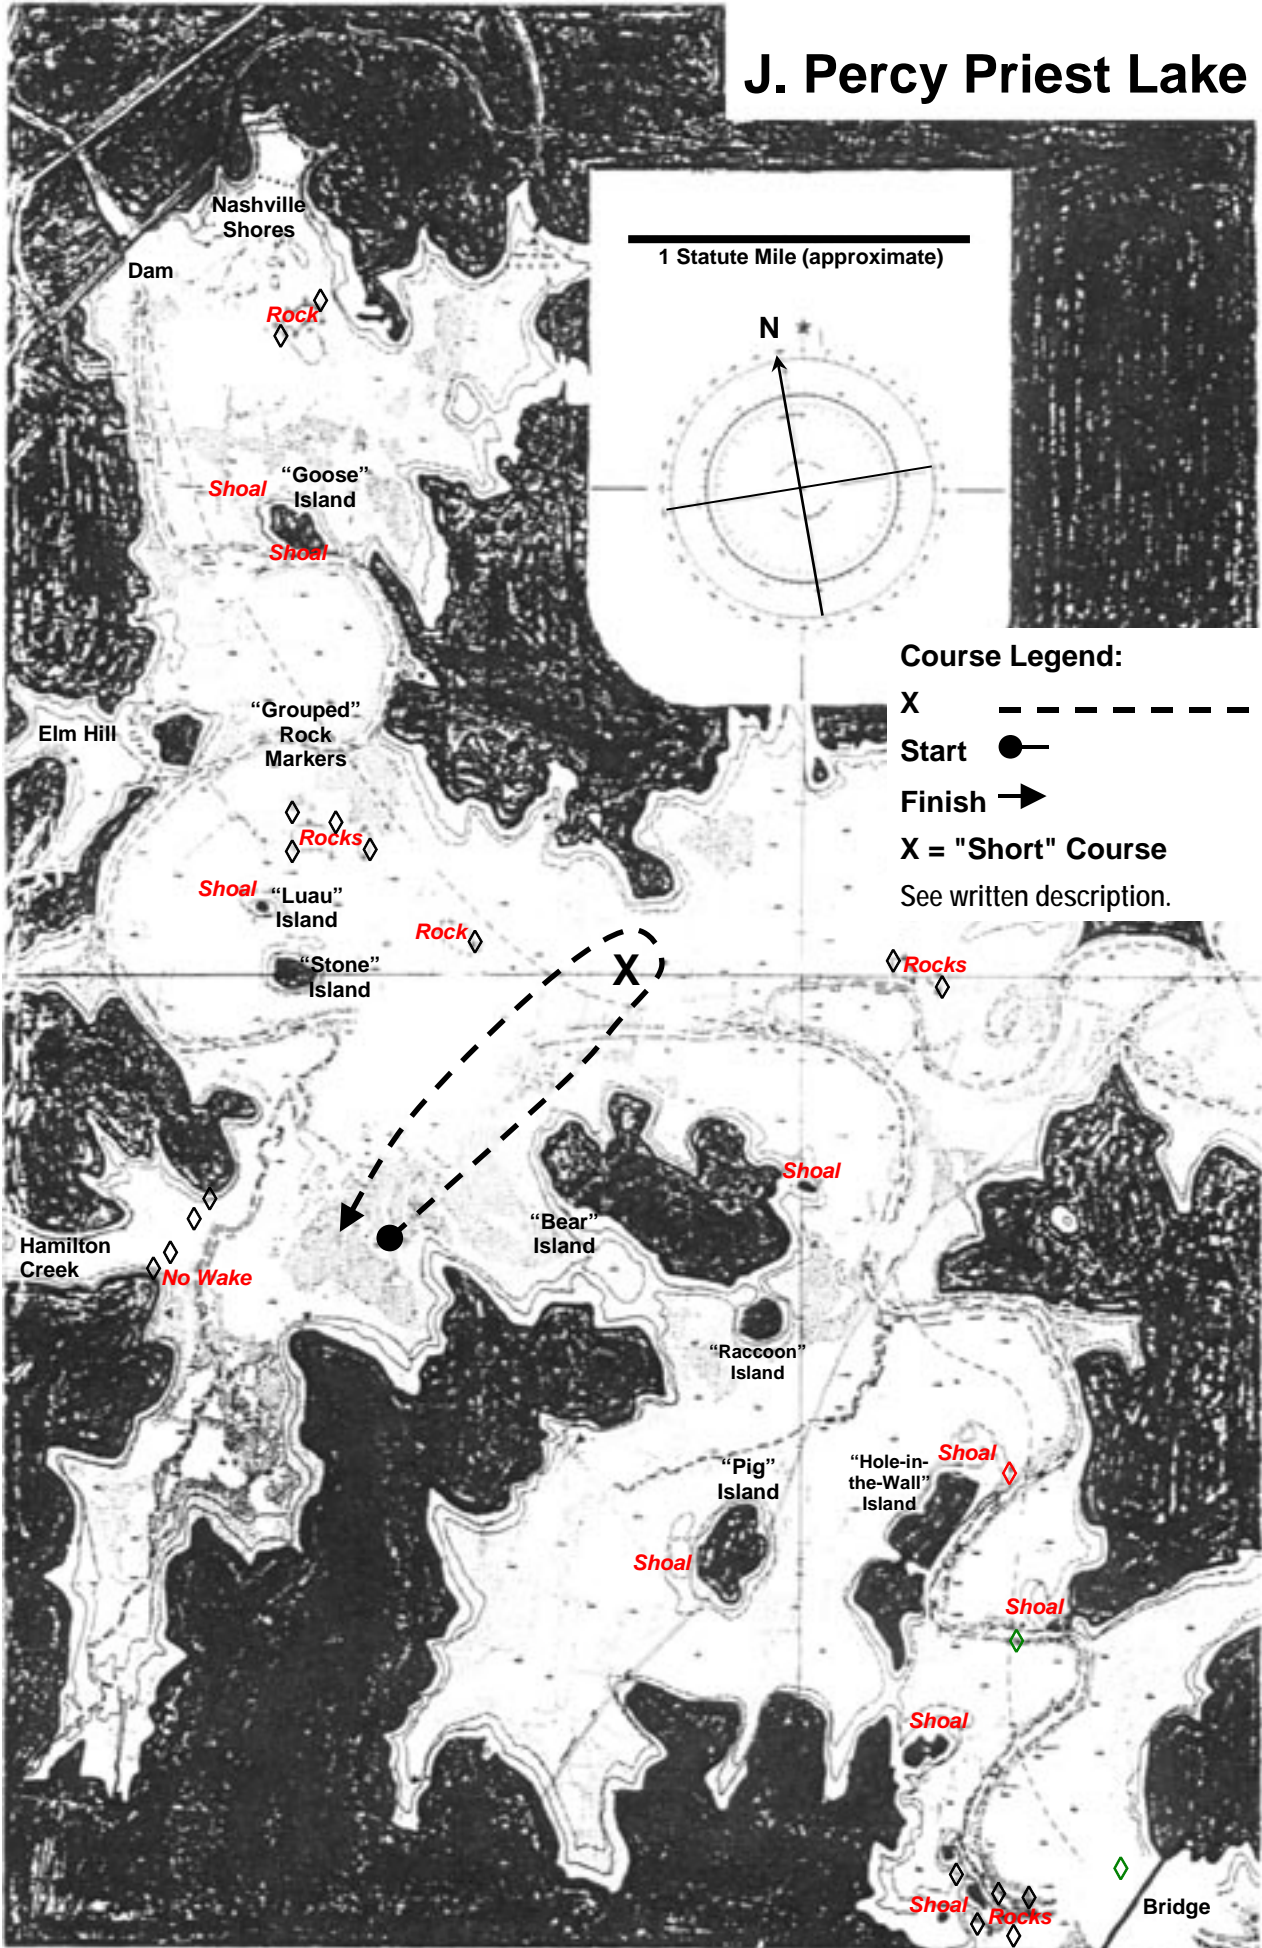 J. Percy Priest Lake
Nashville
Shores
Dam
1 Statute Mile (approximate)
Rock
N
"Goose"
Island
Shoal
Shoal
Course Legend:
X
Start
Finish
X = "Short" Course
See written description.
"Grouped"
Rock
Markers
Elm Hill
Rocks
Shoal
"Luau"
Island
Rock
"Stone"
Island
X
Rocks
Shoal
"Bear"
Island
Hamilton
Creek
No Wake
"Raccoon"
Island
"Pig"
Island
"Hole-in-
the-Wall"
Island
Shoal
Shoal
Shoal
Shoal
Shoal
Rocks
Bridge